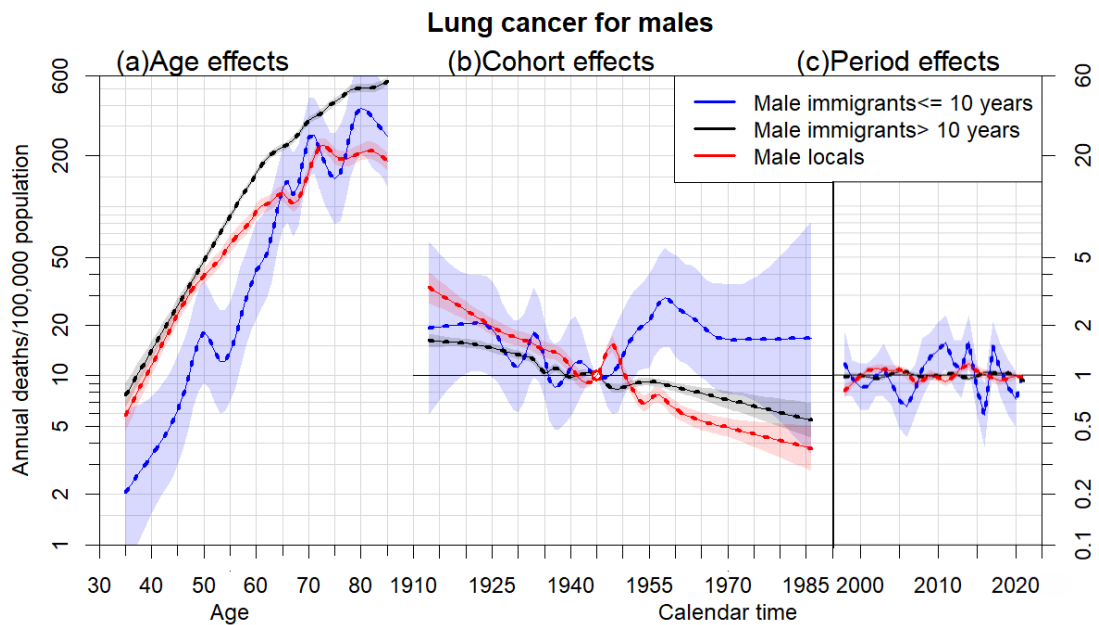 Lung cancer for males
(a)Age effects
(b)Cohort effects
(c)Period effects
Male immigrants<= 10 years
Male immigrants> 10 years
Male locals
Annual deaths/100,000 population
600
200
50
20
10
5
2
1
60
20
5
2
1
0.5
0.2
0.1
30 40 50 60 70 80 1910 1925 1940 1955 1970 1985 2000 2010 2020
Age
Calendar time